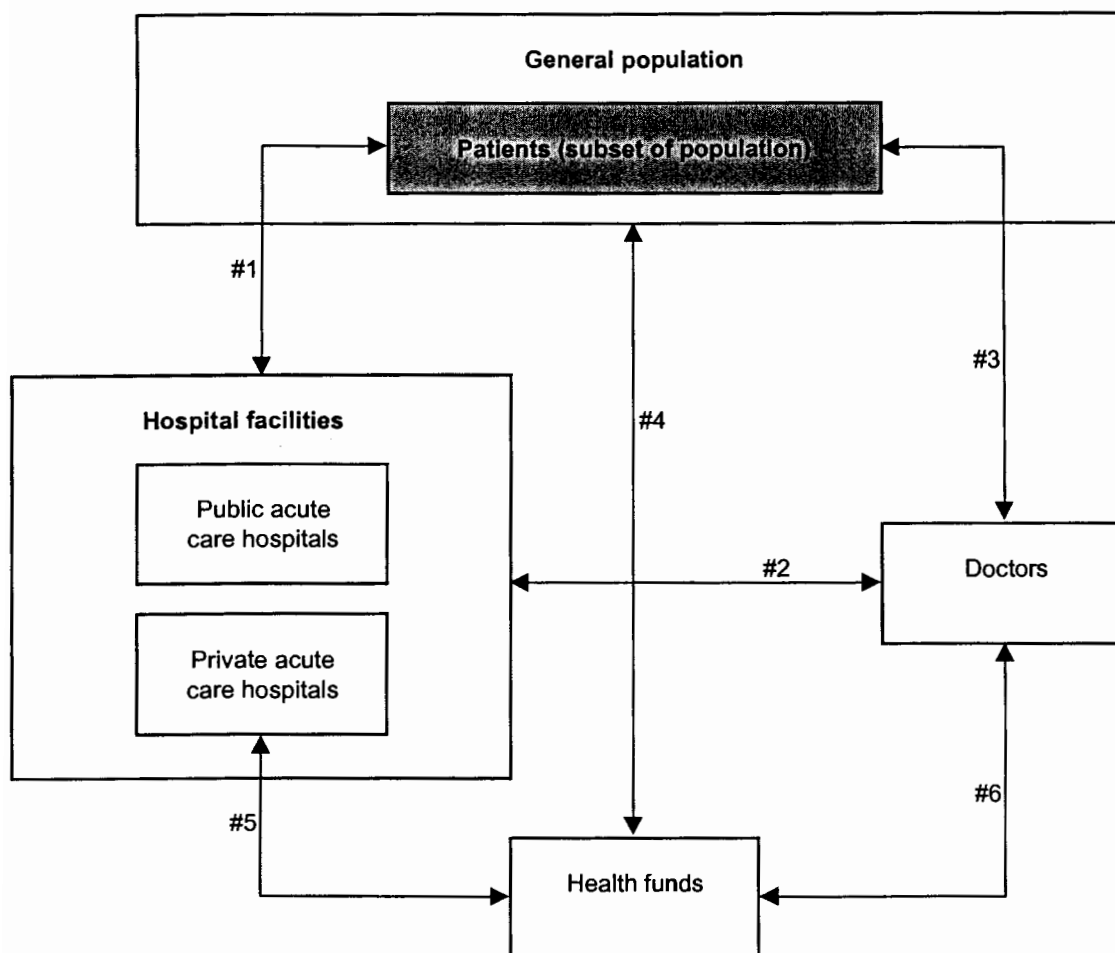 General population
Patients (subset of population)
#1
#3
#4
Hospital facilities
Public acute
care hospitals
#2
Doctors
Private acute
care hospitals
#5
#6
Health funds